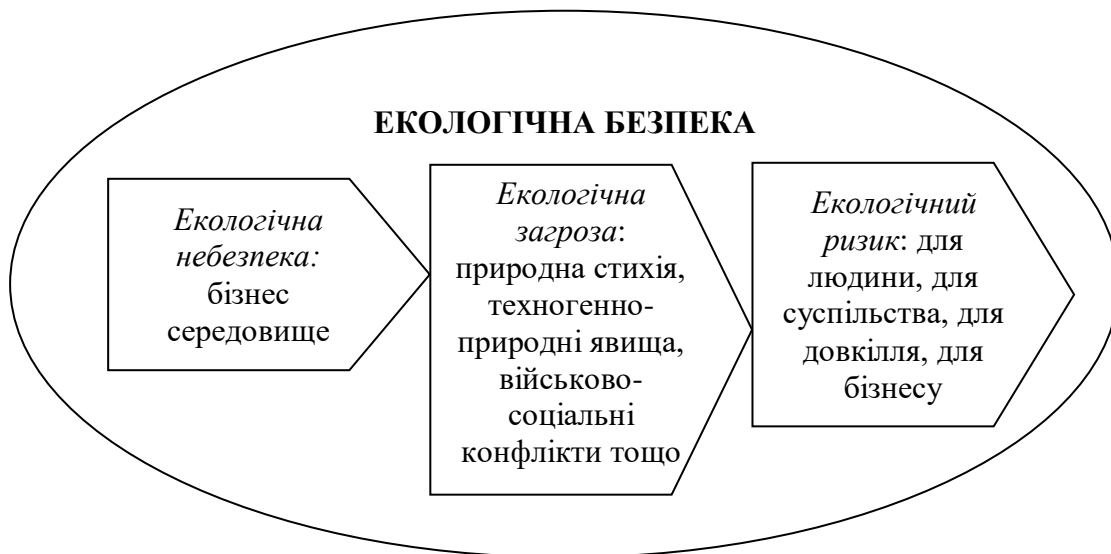 ЕКОЛОГІЧНА БЕЗПЕКА
Екологічна
небезпека:
бізнес
середовище
Екологічна
загроза:
природна стихія,
техногенно-
природні явища,
військово-
соціальні
конфлікти тощо
Екологічний
ризик: для
людини, для
суспільства, для
довкілля, для
бізнесу